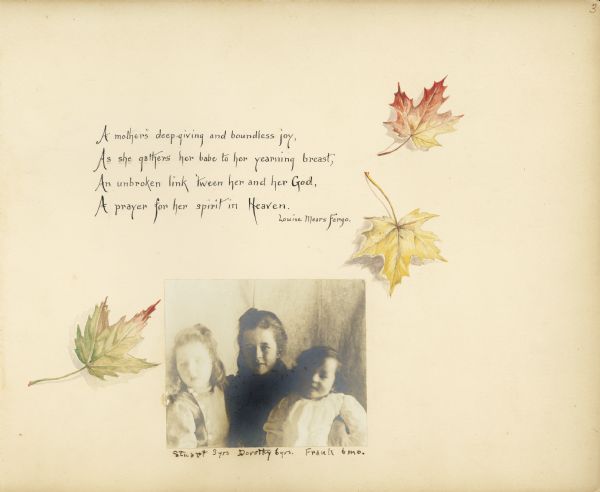 3
A mother's deep-giving and boundless joy,
As she gathers her babe to her yearning breast;
An unbroken link 'tween her and her God,
A prayer for her spirit in Heaven.
Louise Mears Fargo.
Stuart 3yrs Dorothy 6yrs. Frank 6mo.